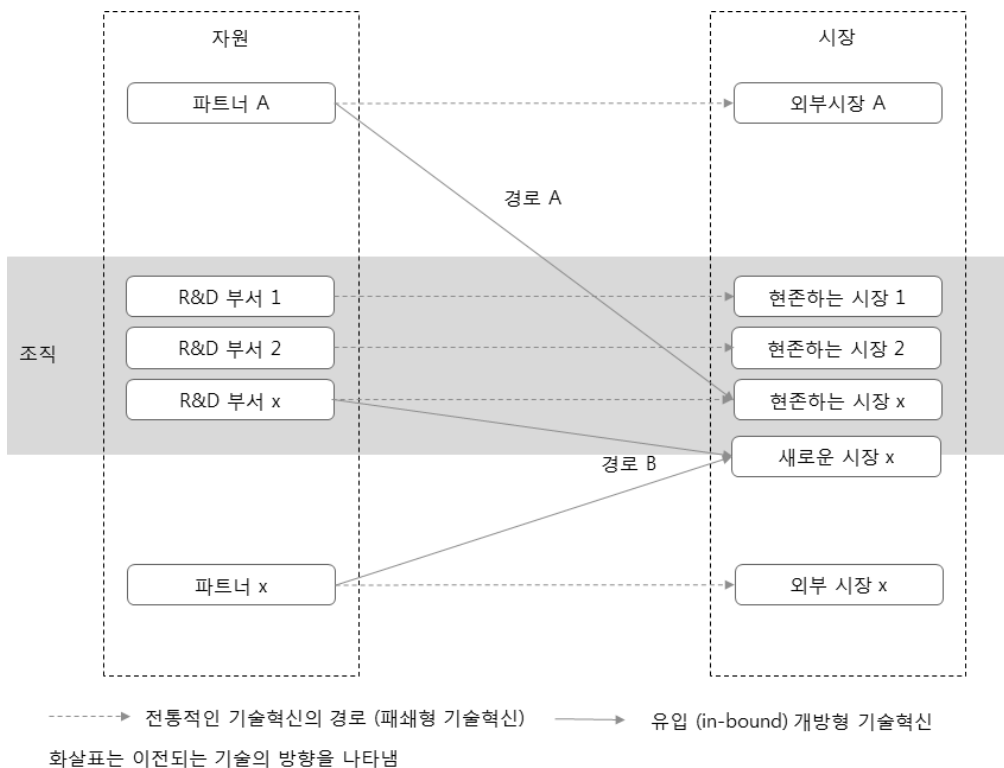 자원
시장
파트너 A
외부시장 A
경로 A
R&D 부서 1
현존하는 시장 1
조직
R&D 부서 2
현존하는 시장 2
R&D 부서 x
현존하는 시장 x
새로운 시장 x
경로 B
파트너 x
외부 시장 x
전통적인 기술혁신의 경로 (패쇄형 기술혁신)
유입 (in-bound) 개방형 기술혁신
화살표는 이전되는 기술의 방향을 나타냄